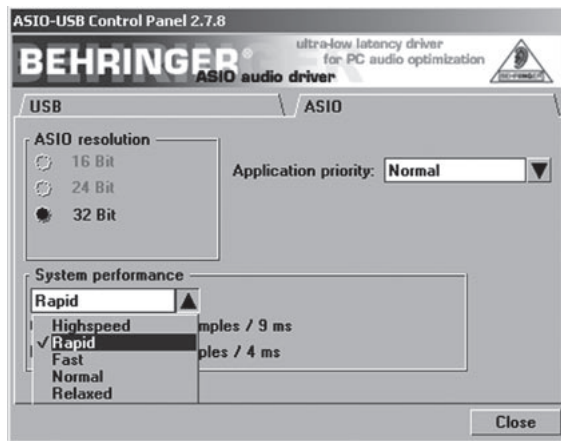 ASIO-USB Control Panel 2.7.8
BEHRINGER®
ultra-low latency driver
for PC audio optimization
ASIO audio driver
BEHRINGER
USB
ASIO
ASIO resolution
16 Bit
24 Bit
32 Bit
Application priority: Normal
System performance
Rapid
Highspeed
Rapid
Fast
Normal
Relaxed
/ 9 ms
/ 4 ms
Close